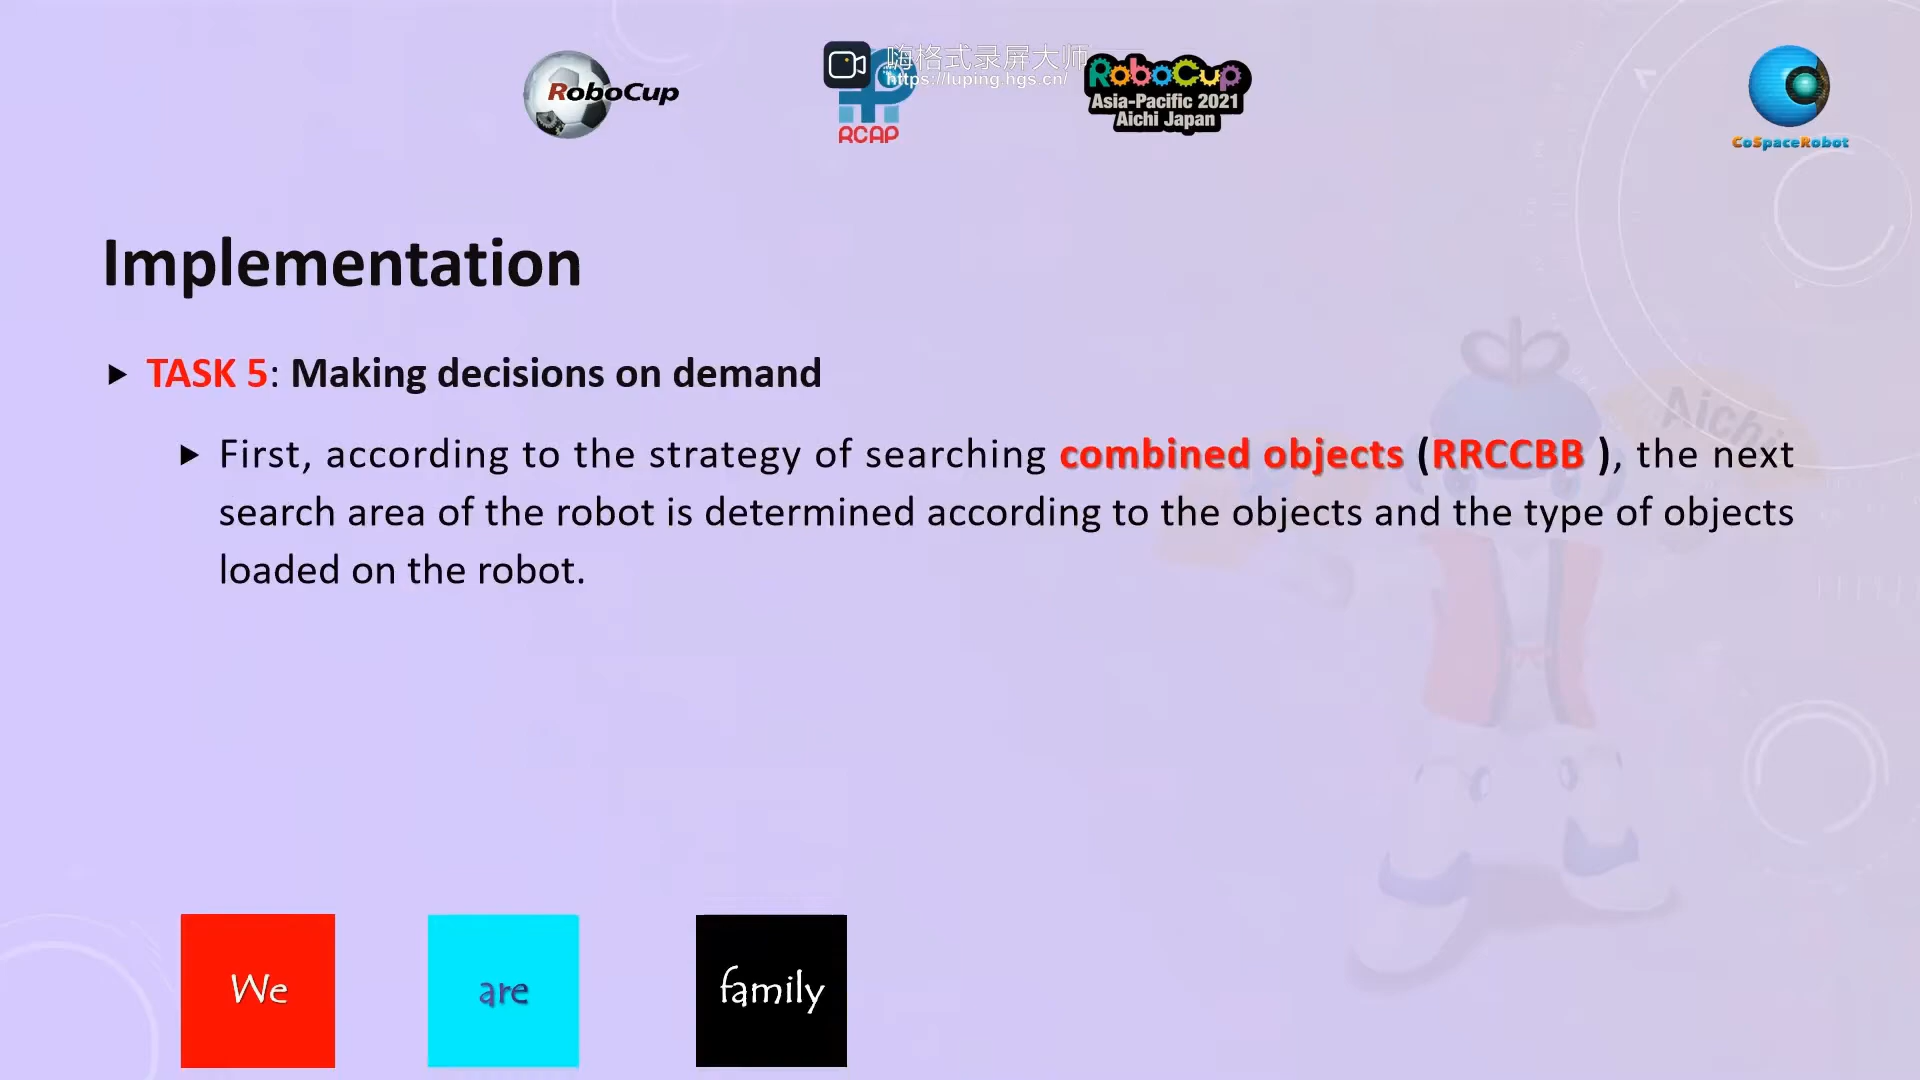 RoboCup
嗨格式录屏大师
https://luping.hgs.cn/
RCAP
RoboCup
Asia-Pacific 2021
Aichi Japan
CoSpaceRobot
Implementation
TASK 5: Making decisions on demand
First, according to the strategy of searching combined objects (RRCCBB ), the next
search area of the robot is determined according to the objects and the type of objects
loaded on the robot.
Aichi
We
are
family